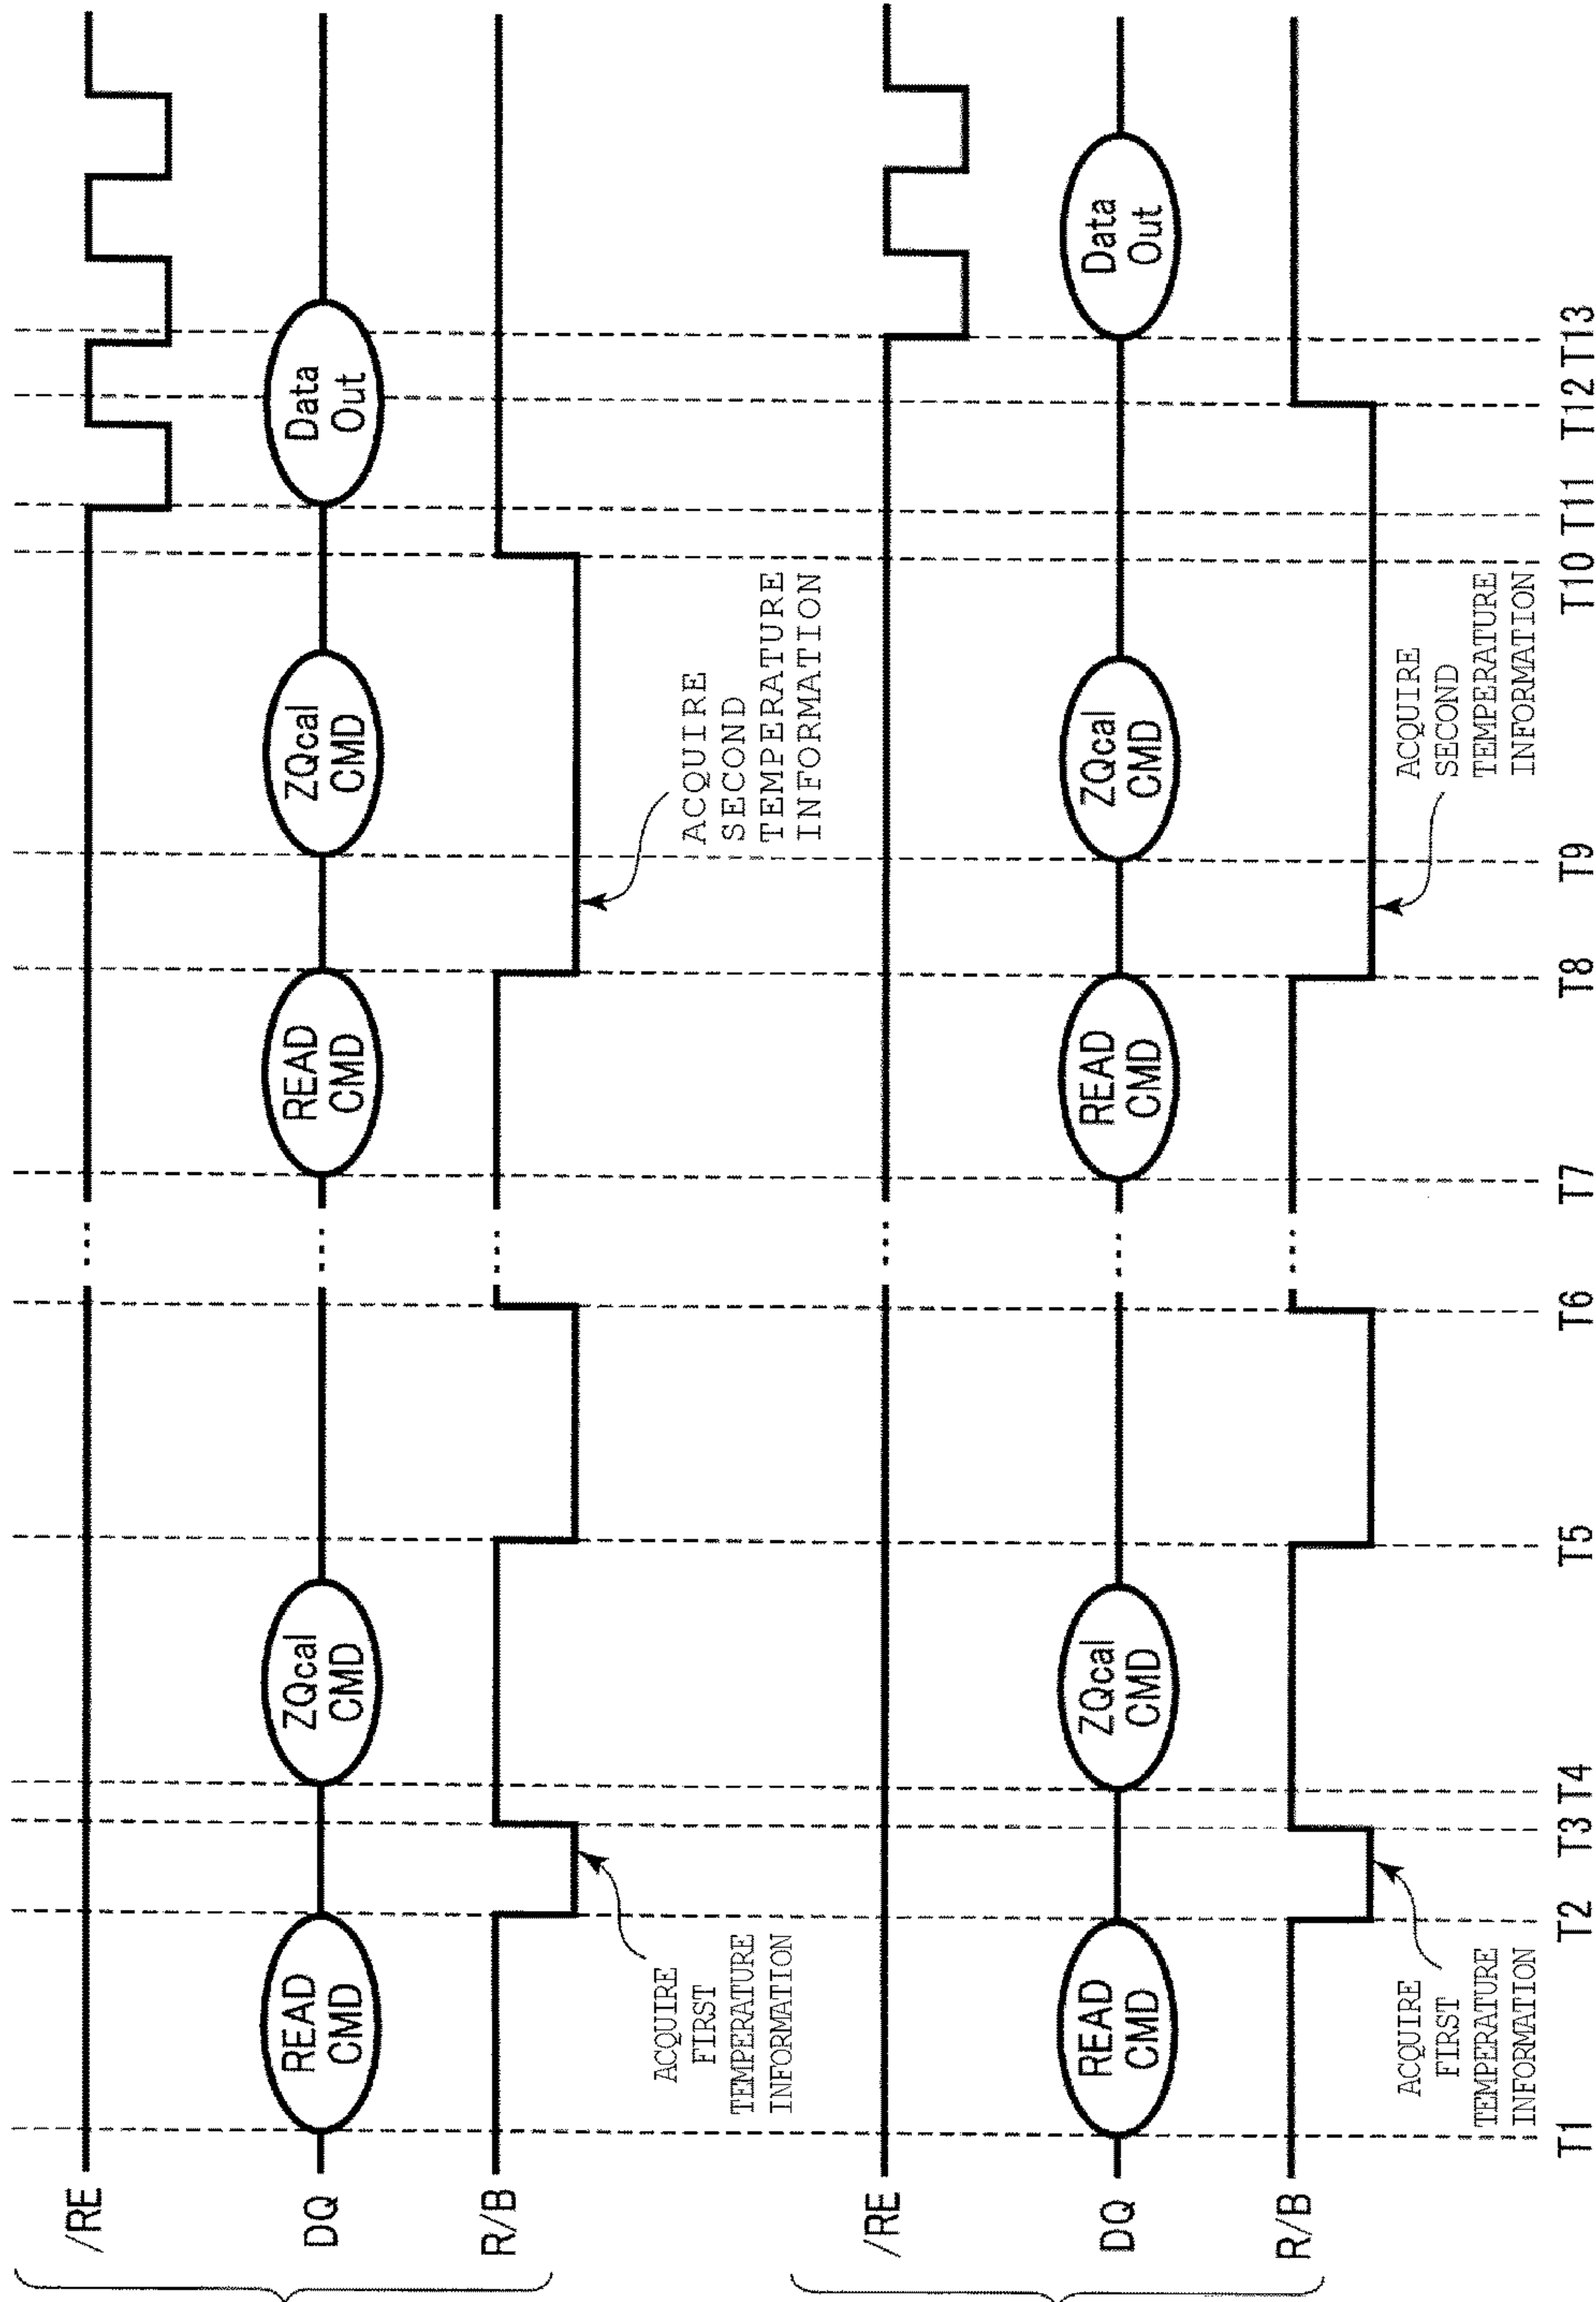 /RE
DQ
READ
CMD
ZQcal
CMD
READ
CMD
ZQcal
CMD
Data
Out
R/B
ACQUIRE
FIRST
TEMPERATURE
INFORMATION
ACQUIRE
SECOND
TEMPERATURE
INFORMATION
/RE
DQ
READ
CMD
ZQcal
CMD
READ
CMD
ZQcal
CMD
Data
Out
R/B
ACQUIRE
FIRST
TEMPERATURE
INFORMATION
ACQUIRE
SECOND
TEMPERATURE
INFORMATION
T1 T2 T3 T4 T5 T6 T7 T8 T9 T10 T11 T12 T13